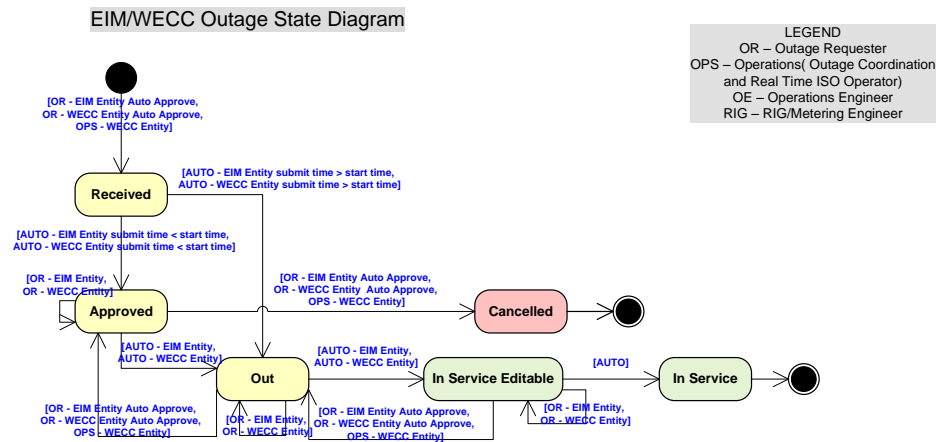 EIM/WECC Outage State Diagram
LEGEND
OR – Outage Requester
OPS – Operations( Outage Coordination
and Real Time ISO Operator)
OE – Operations Engineer
RIG – RIG/Metering Engineer
[OR - EIM Entity Auto Approve,
OR - WECC Entity Auto Approve,
OPS - WECC Entity]
Received
[AUTO - EIM Entity submit time > start time,
AUTO - WECC Entity submit time > start time]
[AUTO - EIM Entity submit time < start time,
AUTO - WECC Entity submit time < start time]
[OR - EIM Entity,
OR - WECC Entity]
Approved
[OR - EIM Entity Auto Approve,
OR - WECC Entity  Auto Approve,
OPS - WECC Entity]
Cancelled
[AUTO - EIM Entity,
AUTO - WECC Entity]
Out
[AUTO - EIM Entity,
AUTO - WECC Entity]
In Service Editable
[AUTO]
In Service
[OR - EIM Entity Auto Approve,
OR - WECC Entity Auto Approve,
OPS - WECC Entity]
[OR - EIM Entity,
OR - WECC Entity]
[OR - EIM Entity Auto Approve,
OR - WECC Entity Auto Approve,
OPS - WECC Entity]
[OR - EIM Entity,
OR - WECC Entity]